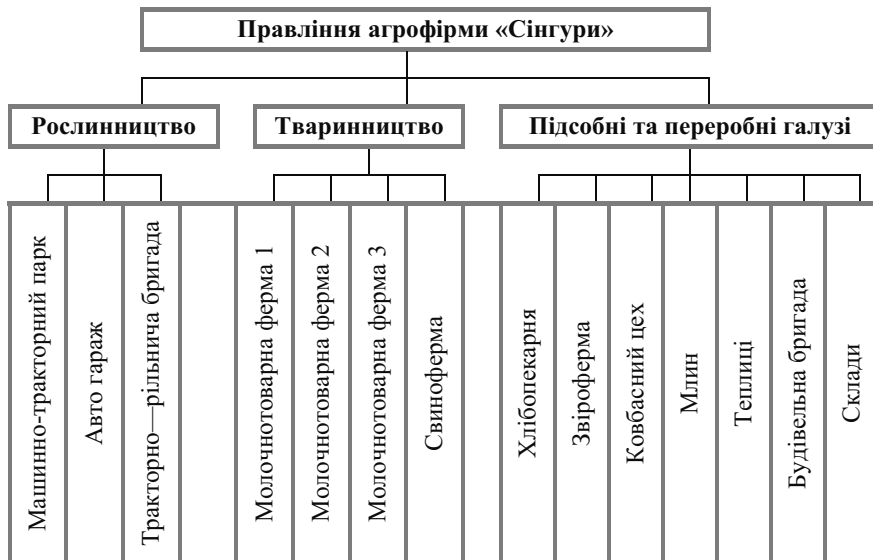 Правління агрофірми «Сінгури»
Рослинництво
Тваринництво
Підсобні та переробні галузі
Машинно-тракторний парк
Авто гараж
Тракторно—рільнича бригада
Молочнотоварна ферма 1
Молочнотоварна ферма 2
Молочнотоварна ферма 3
Свиноферма
Хлібопекарня
Звіроферма
Ковбасний цех
Млин
Теплиці
Будівельна бригада
Склади